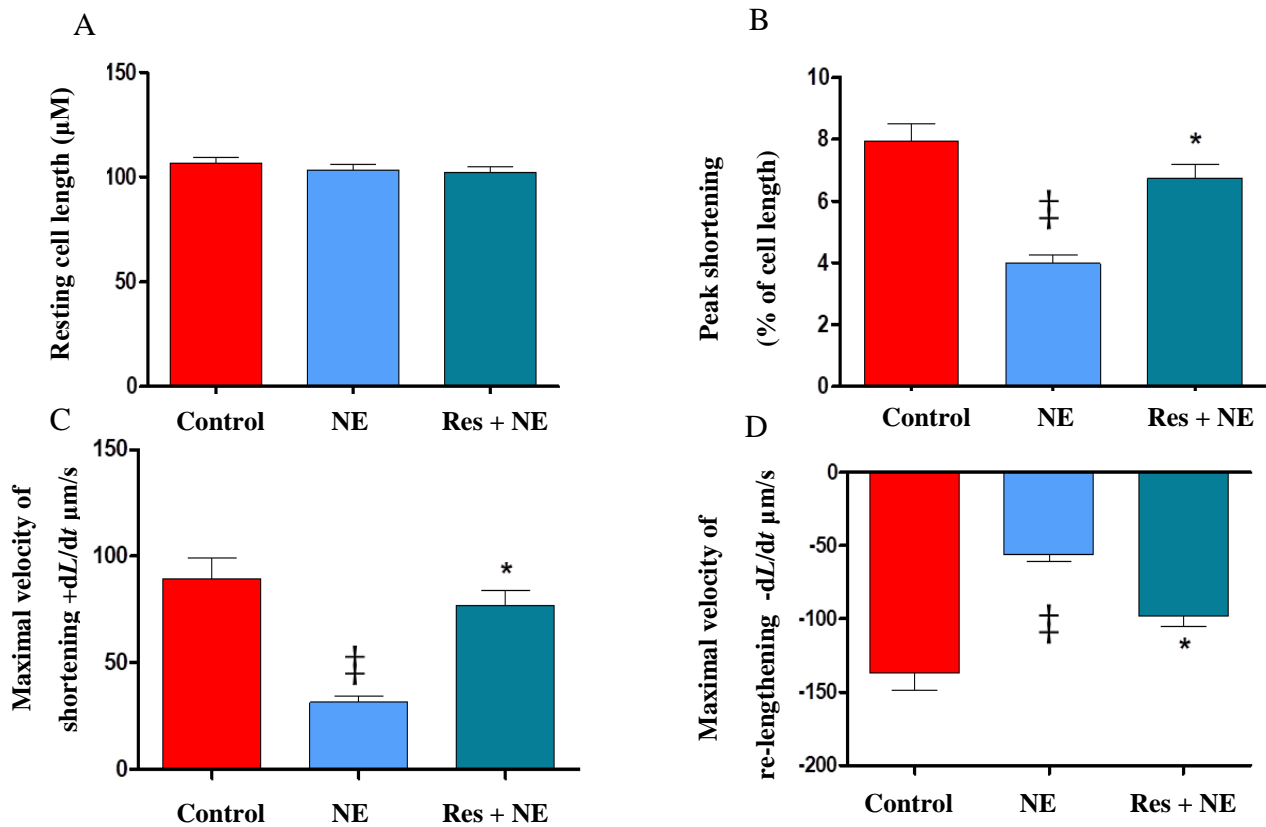 A
Resting cell length (µM)
150
100
50
0
Control NE Res + NE
B
Peak shortening
(% of cell length)
10
8
6
4
2
0
‡
*
Control NE Res + NE
C
Maximal velocity of
shortening +dL/dt µm/s
150
100
50
0
‡
*
Control NE Res + NE
D
Maximal velocity of
re-lengthening -dL/dt µm/s
0
-50
-100
-150
-200
‡
*
Control NE Res + NE